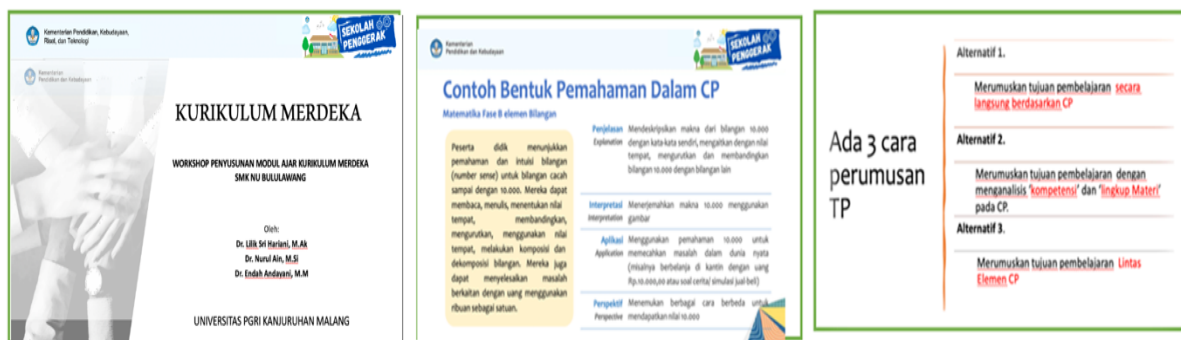 Kementerian Pendidikan, Kebudayaan,
Riset, dan Teknologi
SEKOLAH
PENGGERAK
Kementerian
Pendidikan dan Kebudayaan
KURIKULUM MERDEKA
WORKSHOP PENYUSUNAN MODUL AJAR KURIKULUM MERDEKA
SMK NU BULULAWANG
Oleh:
Dr. Lilik Sri Hariani, M.Ak
Dr. Nurul Ain, M.Si
Dr. Endah Andayani, M.M
UNIVERSITAS PGRI KANJURUHAN MALANG
Kementerian
Pendidikan dan Kebudayaan
SEKOLAH
PENGGERAK
Contoh Bentuk Pemahaman Dalam CP
Matematika Fase B elemen Bilangan
Peserta didik menunjukkan
pemahaman dan intuisi bilangan
(number sense) untuk bilangan cacah
sampai dengan 10.000. Mereka dapat
membaca, menulis, menentukan nilai
tempat, membandingkan,
mengurutkan, menggunakan nilai
tempat, melakukan komposisi dan
dekomposisi bilangan. Mereka juga
dapat menyelesaikan masalah
berkaitan dengan uang menggunakan
ribuan sebagai satuan.
Penjelasan Mendeskripsikan makna dari bilangan 10.000
Explanation dengan kata-kata sendiri, mengaitkan dengan nilai
tempat, mengurutkan dan membandingkan
bilangan 10.000 dengan bilangan lain
Interpretasi Menerjemahkan makna 10.000 menggunakan
Interpretation gambar
Aplikasi Menggunakan pemahaman 10.000 untuk
Application memecahkan masalah dalam dunia nyata
(misalnya berbelanja di kantin dengan uang
Rp.10.000,00 atau soal cerita/ simulasi jual-beli)
Perspektif Menemukan berbagai cara berbeda untuk
Perspective mendapatkan nilai 10.000
Ada 3 cara
perumusan
TP
Alternatif 1.
Merumuskan tujuan pembelajaran secara
langsung berdasarkan CP
Alternatif 2.
Merumuskan tujuan pembelajaran dengan
menganalisis 'kompetensi' dan 'lingkup Materi'
pada CP.
Alternatif 3.
Merumuskan tujuan pembelajaran Lintas
Elemen CP